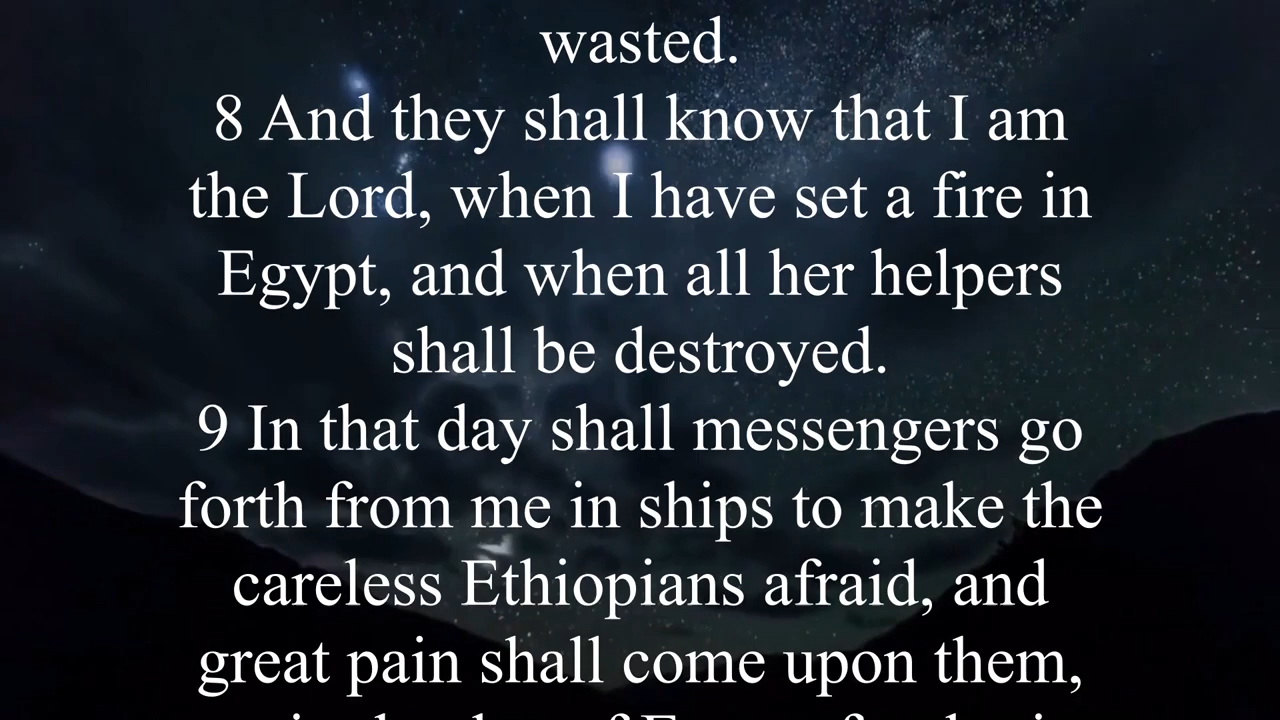 wasted.
8 And they shall know that I am
the Lord, when I have set a fire in
Egypt, and when all her helpers
shall be destroyed.
9 In that day shall messengers go
forth from me in ships to make the
careless Ethiopians afraid, and
great pain shall come upon them,